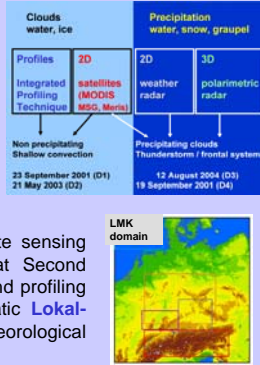 Clouds
water, ice
Precipitation
water, snow, graupel
Profiles
Integrated
Profiling
Technique
2D
satellites
(MODIS
MSG, Meris)
2D
weather
radar
3D
polarimetric
radar
Non precipitating
Shallow convection
Precipitating clouds
Thunderstorm / frontal system
23 September 2001 (D1)
21 May 2003 (D2)
12 August 2004 (D3)
19 September 2001 (D4)
LMK
domain
te sensing
at Second
nd profiling
atic Lokal-
eorological